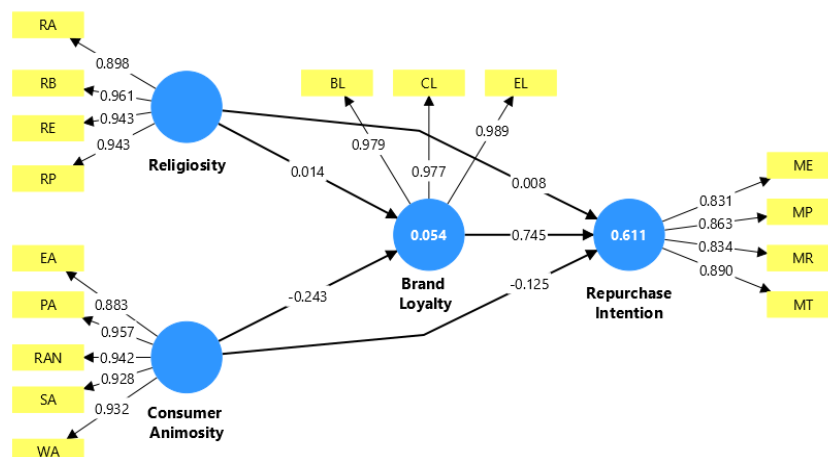 RA
0.898
RB
0.961
RE
0.943
RP
0.943
Religiosity
BL
CL
EL
0.979
0.977
0.989
0.014
0.008
0.054
0.745
0.611
Brand
Loyalty
Repurchase
Intention
ME
0.831
MP
0.863
MR
0.834
MT
0.890
EA
0.883
PA
0.957
RAN
0.942
SA
0.928
WA
0.932
Consumer
Animosity
-0.243
-0.125